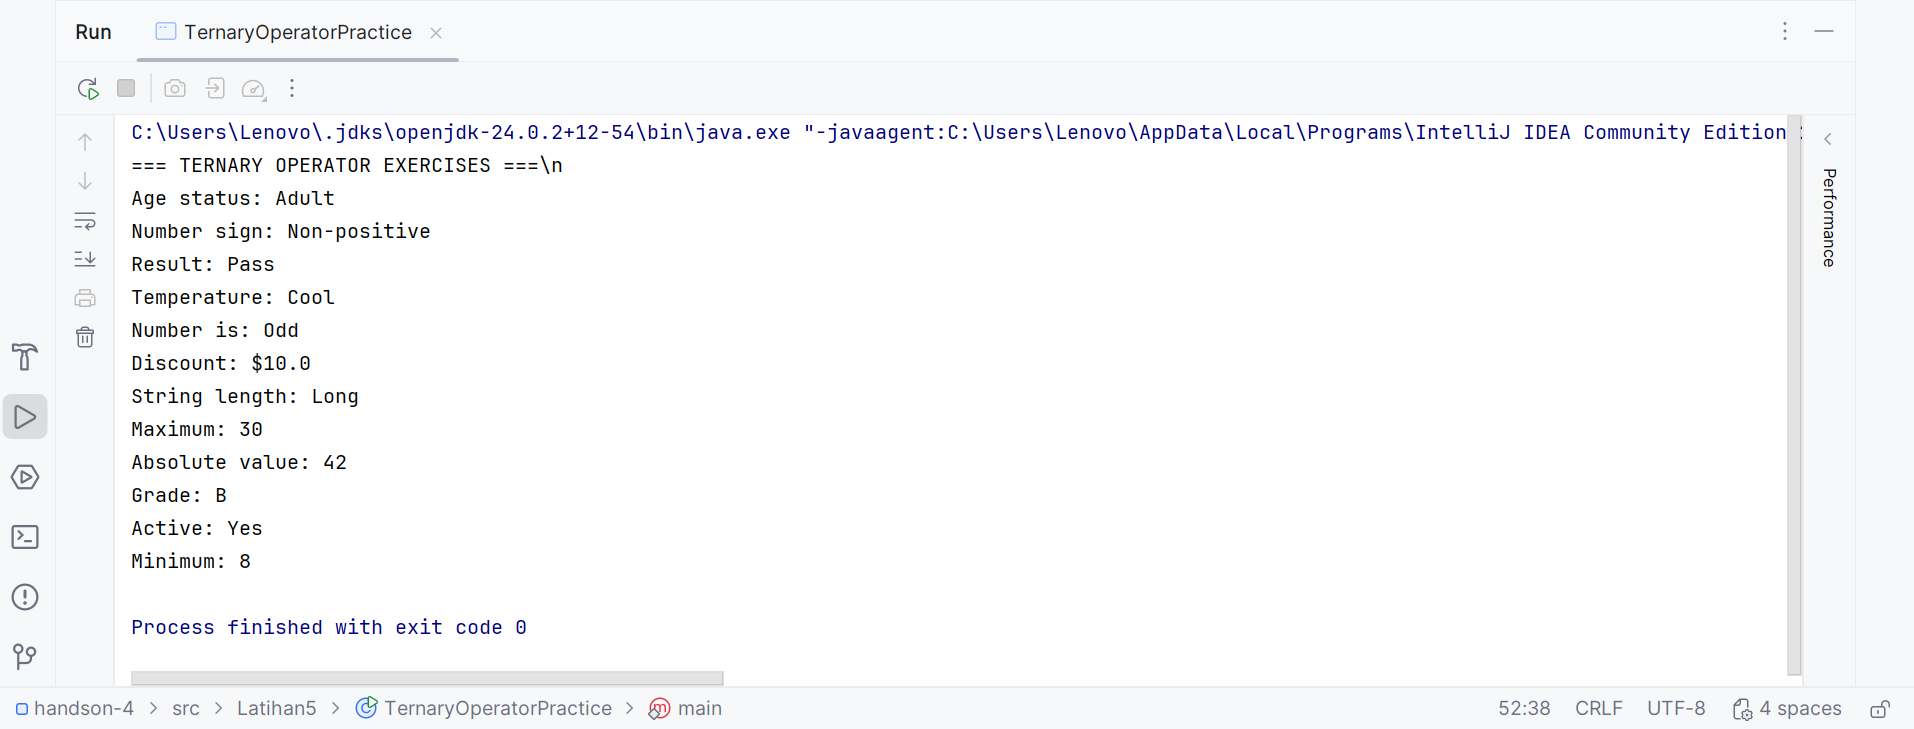 Run TernaryOperatorPractice
C:\Users\Lenovo\.jdks\openjdk-24.0.2+12-54\bin\java.exe "-javaagent:C:\Users\Lenovo\AppData\Local\Programs\IntelliJ IDEA Community Edition
=== TERNARY OPERATOR EXERCISES ===\n
Age status: Adult
Number sign: Non-positive
Result: Pass
Temperature: Cool
Number is: Odd
Discount: $10.0
String length: Long
Maximum: 30
Absolute value: 42
Grade: B
Active: Yes
Minimum: 8
Process finished with exit code 0
Performance
handson-4 > src > Latihan5 > TernaryOperatorPractice > main 52:38 CRLF UTF-8 4 spaces